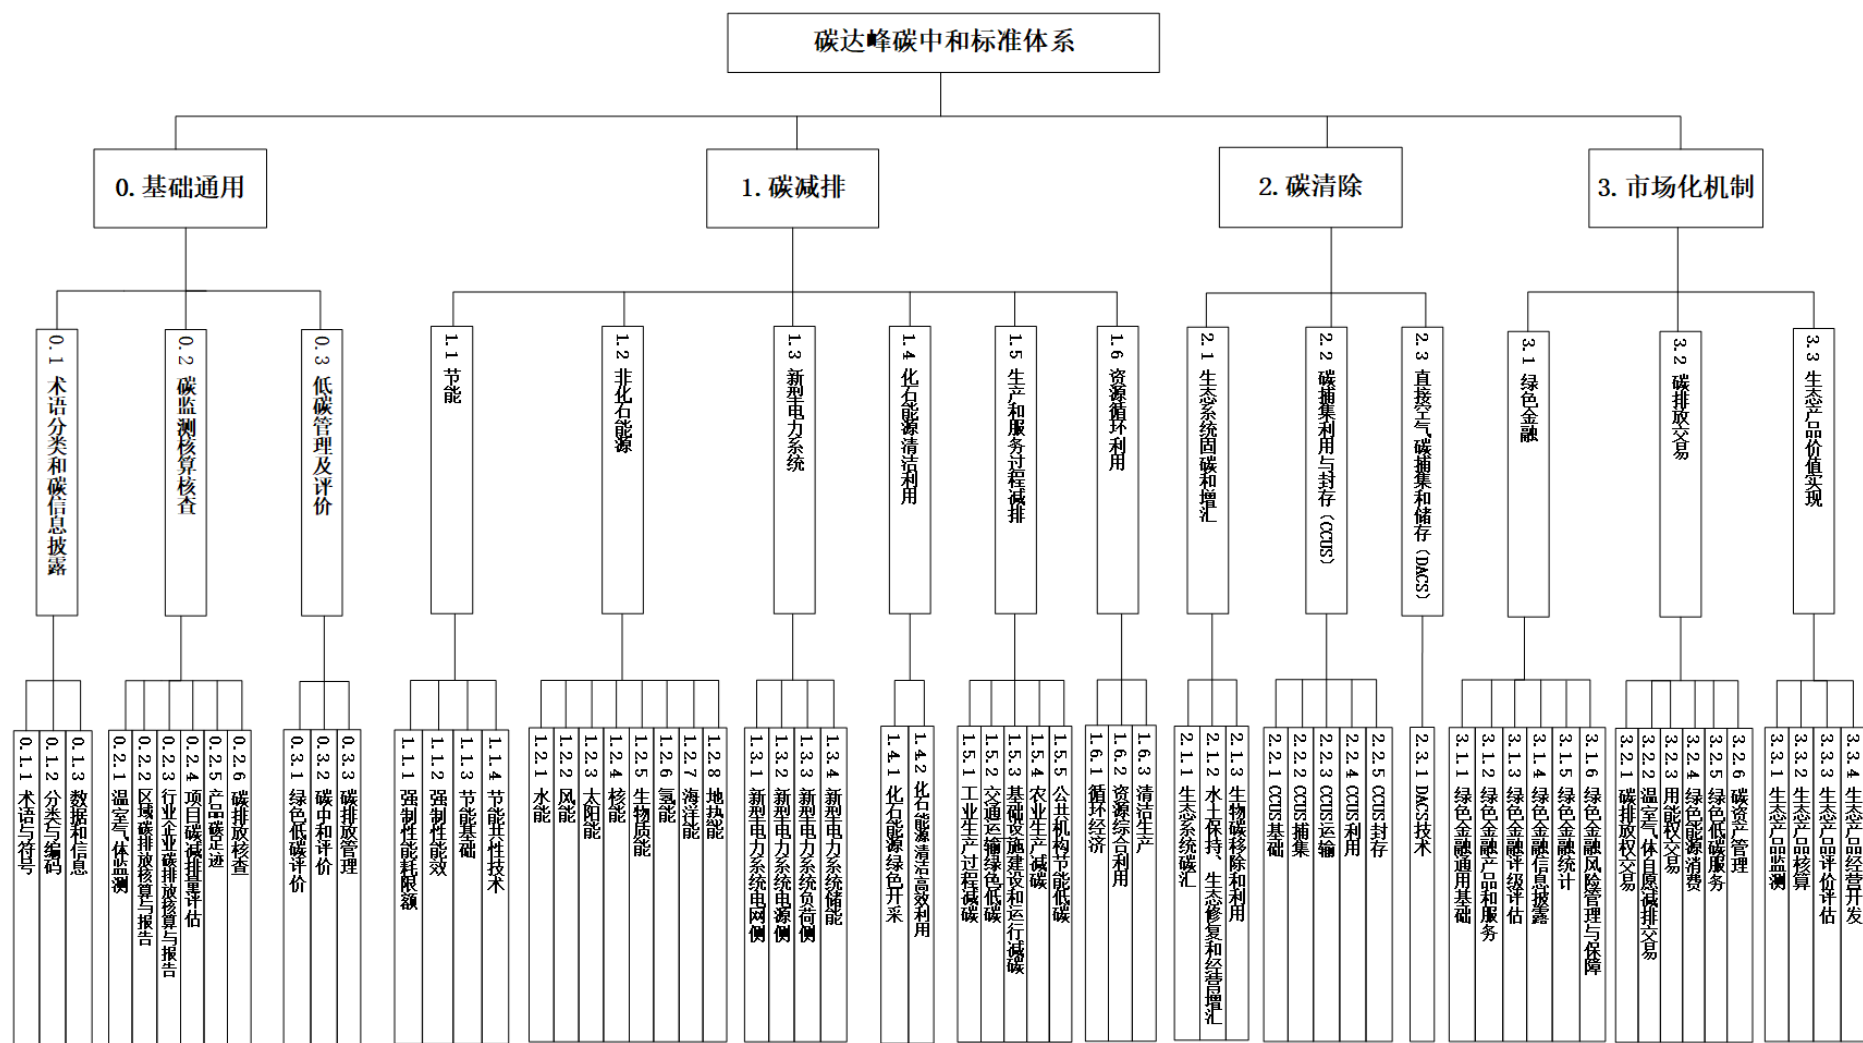 碳达峰碳中和标准体系
0.基础通用
1.碳减排
2.碳清除
3.市场化机制
0.1 术语分类和碳信息披露
0.2 碳监测核算核查
0.3 低碳管理及评价
1.1 节能
1.2 非化石能源
1.3 新型电力系统
1.4 化石能源清洁利用
1.5 生产和服务过程减排
1.6 资源循环利用
2.1 生态系统固碳和增汇
2.2 碳捕集利用与封存（CCUS）
2.3 直接空气碳捕集和储存（DACS）
3.1 绿色金融
3.2 碳排放交易
3.3 生态产品价值实现
0.1.1 术语与符号
0.1.2 分类与编码
0.1.3 数据和信息
0.2.1 温室气体监测
0.2.2 区域碳排放核算与报告
0.2.3 行业企业碳排放核算与报告
0.2.4 项目碳减排量评估
0.2.5 产品碳足迹
0.2.6 碳排放核查
0.3.1 绿色低碳评价
0.3.2 碳中和评价
0.3.3 碳排放管理
1.1.1 强制性能耗限额
1.1.2 强制性能效
1.1.3 节能基础
1.1.4 节能共性技术
1.2.1 水能
1.2.2 风能
1.2.3 太阳能
1.2.4 核能
1.2.5 生物质能
1.2.6 氢能
1.2.7 海洋能
1.2.8 地热能
1.3.1 新型电力系统电网侧
1.3.2 新型电力系统电源侧
1.3.3 新型电力系统负荷侧
1.3.4 新型电力系统储能
1.4.1 化石能源绿色开采
1.4.2 化石能源清洁高效利用
1.5.1 工业生产过程减碳
1.5.2 交通运输绿色低碳
1.5.3 基础设施建设和运行减碳
1.5.4 农业生产减碳
1.5.5 公共机构节能低碳
1.6.1 循环经济
1.6.2 资源综合利用
1.6.3 清洁生产
2.1.1 生态系统碳汇
2.1.2 水土保持、生态修复和经营增汇
2.1.3 生物碳移除和利用
2.2.1 CCUS基础
2.2.2 CCUS捕集
2.2.3 CCUS运输
2.2.4 CCUS利用
2.2.5 CCUS封存
2.3.1 DACS技术
3.1.1 绿色金融通用基础
3.1.2 绿色金融产品和服务
3.1.3 绿色金融评级评估
3.1.4 绿色金融信息披露
3.1.5 绿色金融统计
3.1.6 绿色金融风险管理与保障
3.2.1 碳排放权交易
3.2.2 温室气体自愿减排交易
3.2.3 用能权交易
3.2.4 绿色能源消费
3.2.5 绿色低碳服务
3.2.6 碳资产管理
3.3.1 生态产品监测
3.3.2 生态产品核算
3.3.3 生态产品评价评估
3.3.4 生态产品经营开发